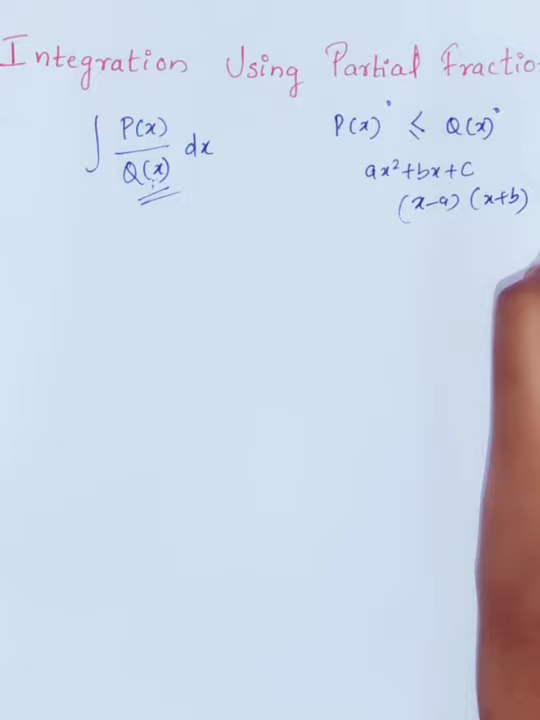 Integration Using Partial Fractio
∫ P(x)/Q(x) dx
P(x)° ≤ Q(x)°
ax²+bx+c
(x-a) (x+b)